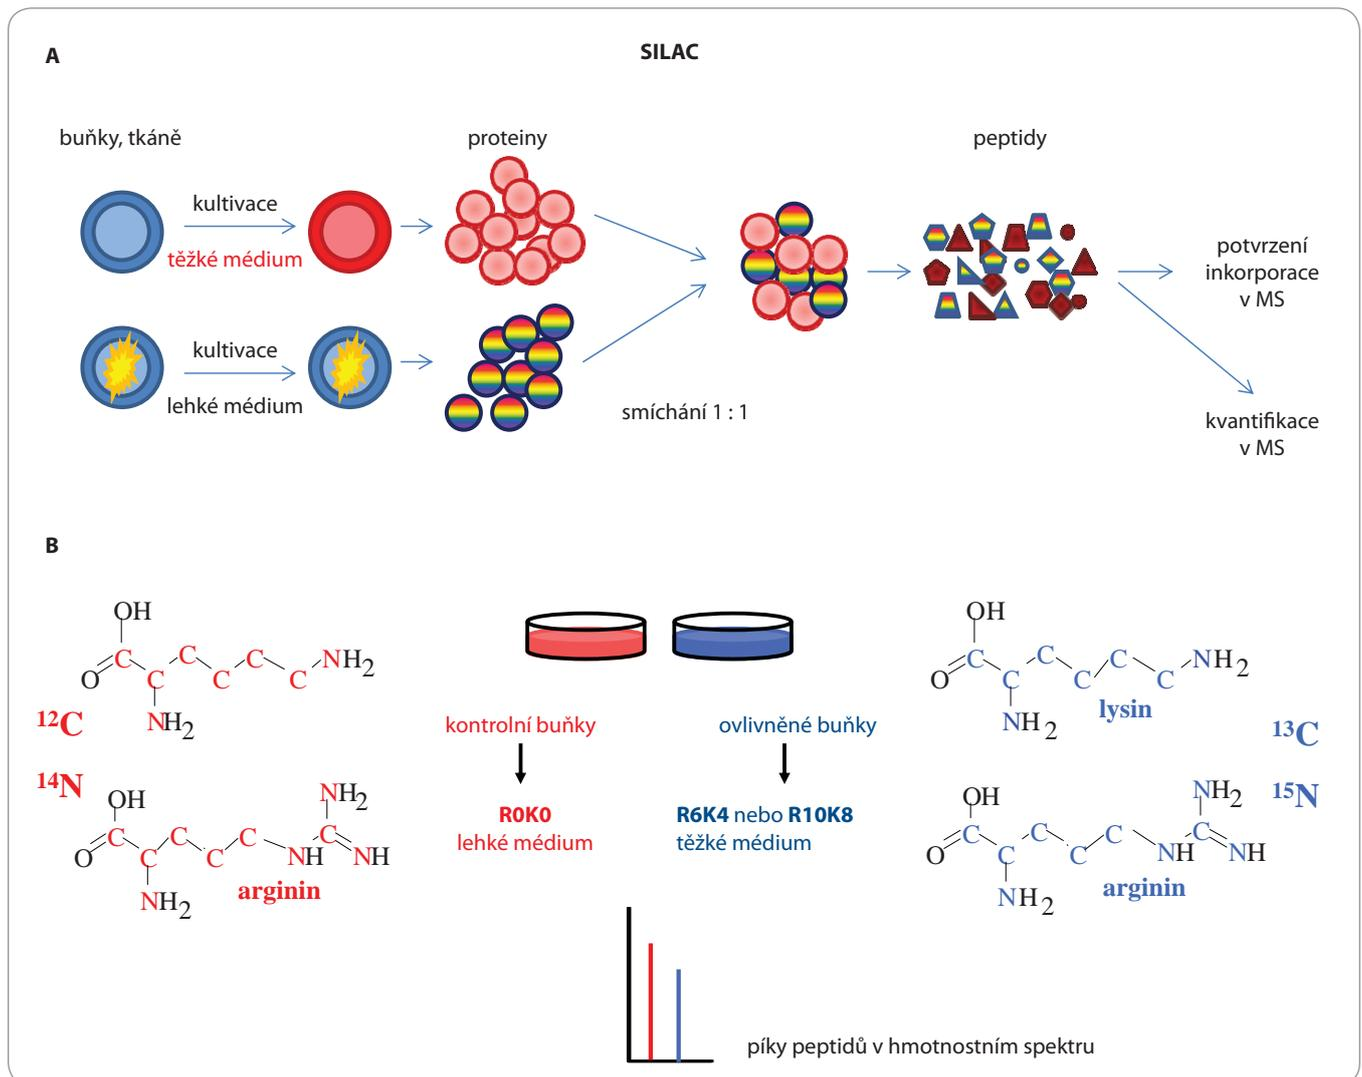 A
SILAC
buňky, tkáně
proteiny
peptidy
kultivace
těžké médium
kultivace
lehké médium
smíchání 1 : 1
potvrzení
inkorporace
v MS
kvantifikace
v MS
B
OH
C
O
C
C
C
C
C
NH2
NH2
12C
14N
OH
C
O
C
C
C
C
NH
C
NH2
NH
NH2
arginin
kontrolní buňky
R0K0
lehké médium
ovlivněné buňky
R6K4 nebo R10K8
těžké médium
OH
C
O
C
C
C
C
C
NH2
NH2
lysin
13C
15N
OH
C
O
C
C
C
C
NH
C
NH2
NH
NH2
arginin
píky peptidů v hmotnostním spektru